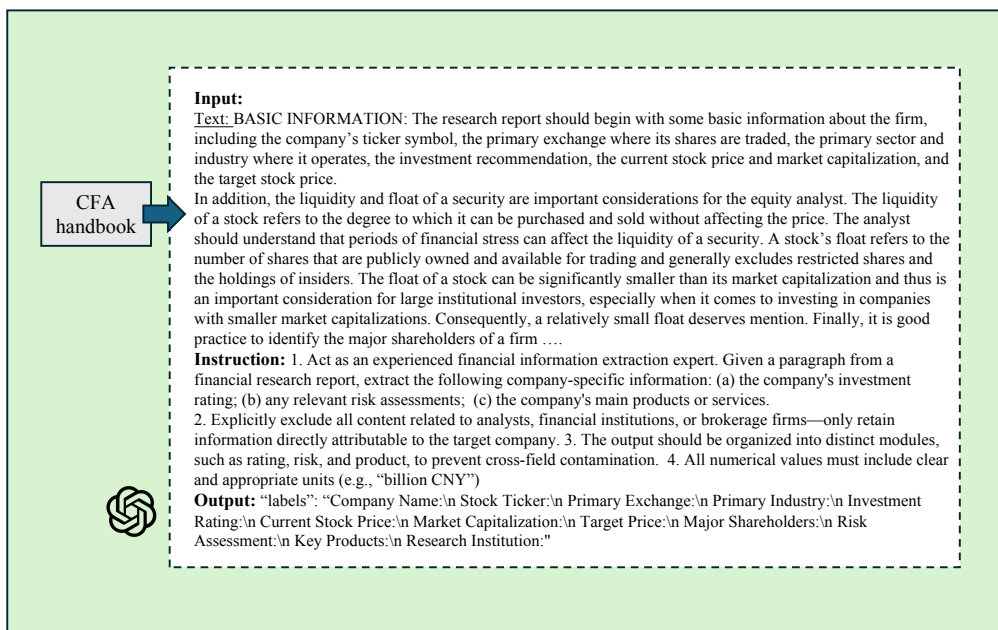 Input:
Text: BASIC INFORMATION: The research report should begin with some basic information about the firm,
including the company's ticker symbol, the primary exchange where its shares are traded, the primary sector and
industry where it operates, the investment recommendation, the current stock price and market capitalization, and
the target stock price.
In addition, the liquidity and float of a security are important considerations for the equity analyst. The liquidity
of a stock refers to the degree to which it can be purchased and sold without affecting the price. The analyst
should understand that periods of financial stress can affect the liquidity of a security. A stock's float refers to the
number of shares that are publicly owned and available for trading and generally excludes restricted shares and
the holdings of insiders. The float of a stock can be significantly smaller than its market capitalization and thus is
an important consideration for large institutional investors, especially when it comes to investing in companies
with smaller market capitalizations. Consequently, a relatively small float deserves mention. Finally, it is good
practice to identify the major shareholders of a firm ….
Instruction: 1. Act as an experienced financial information extraction expert. Given a paragraph from a
financial research report, extract the following company-specific information: (a) the company's investment
rating; (b) any relevant risk assessments; (c) the company's main products or services.
2. Explicitly exclude all content related to analysts, financial institutions, or brokerage firms—only retain
information directly attributable to the target company. 3. The output should be organized into distinct modules,
such as rating, risk, and product, to prevent cross-field contamination. 4. All numerical values must include clear
and appropriate units (e.g., “billion CNY”)
Output: “labels”: “Company Name:\n Stock Ticker:\n Primary Exchange:\n Primary Industry:\n Investment
Rating:\n Current Stock Price:\n Market Capitalization:\n Target Price:\n Major Shareholders:\n Risk
Assessment:\n Key Products:\n Research Institution:"
CFA
handbook